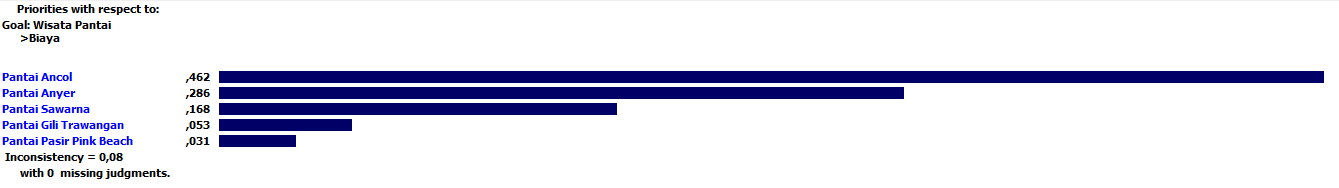 Priorities with respect to:
Goal: Wisata Pantai
>Biaya
Pantai Ancol ,462
Pantai Anyer ,286
Pantai Sawarna ,168
Pantai Gili Trawangan ,053
Pantai Pasir Pink Beach ,031
Inconsistency = 0,08
with 0 missing judgments.